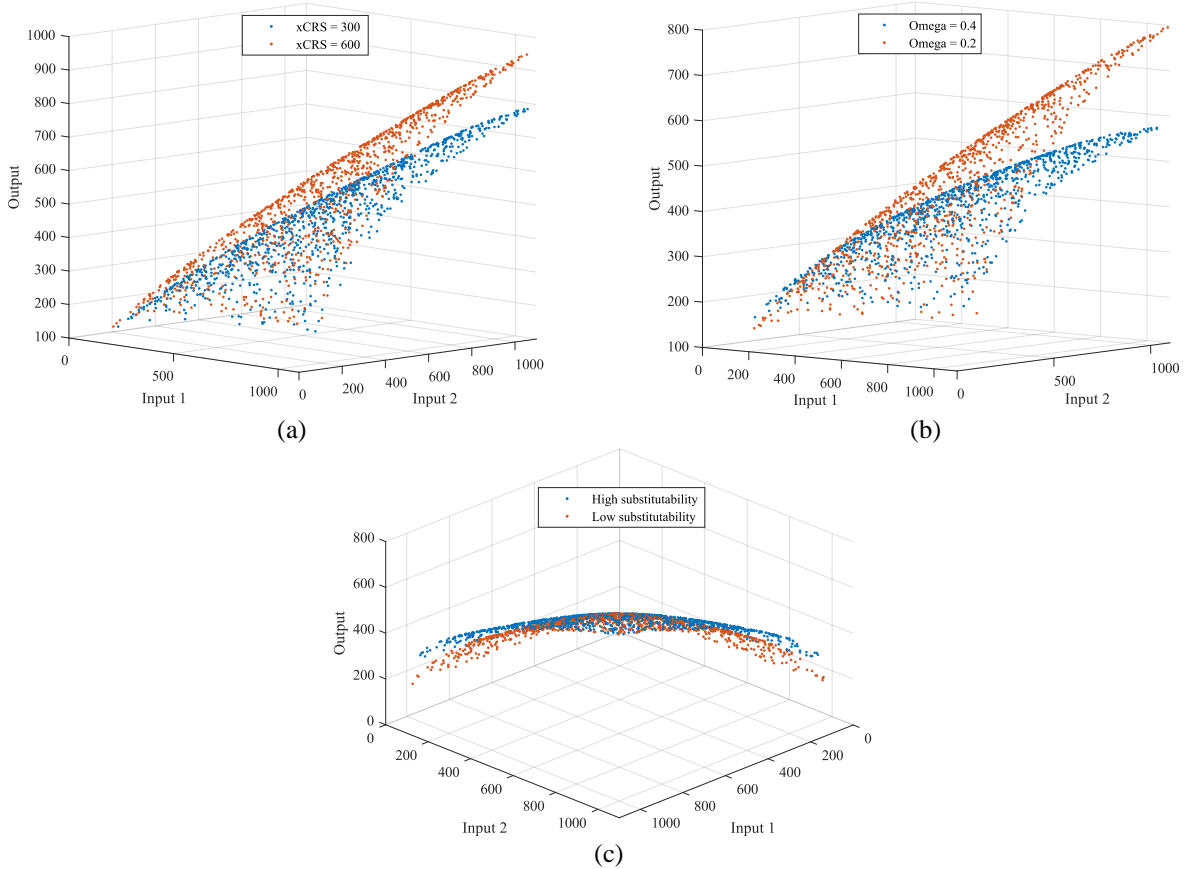 xCRS = 300
xCRS = 600
1000
900
800
700
600
500
400
300
200
100
Output
0
500
1000
Input 1
0
200
400
600
800
1000
Input 2
(a)
Omega = 0.4
Omega = 0.2
800
700
600
500
400
300
200
100
Output
0
200
400
600
800
1000
Input 1
0
500
1000
Input 2
(b)
High substitutability
Low substitutability
800
600
400
200
0
Output
0
200
400
600
800
1000
Input 2
1000
800
600
400
200
0
Input 1
(c)